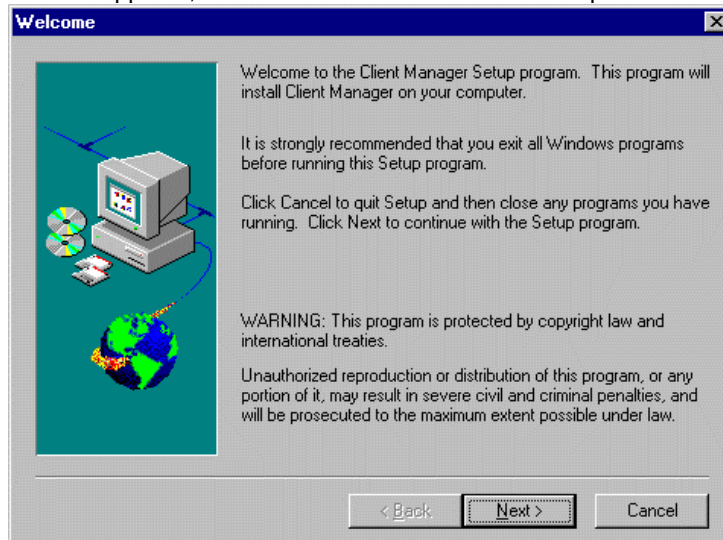 Welcome
Welcome to the Client Manager Setup program. This program will
install Client Manager on your computer.
It is strongly recommended that you exit all Windows programs
before running this Setup program.
Click Cancel to quit Setup and then close any programs you have
running. Click Next to continue with the Setup program.
WARNING: This program is protected by copyright law and
international treaties.
Unauthorized reproduction or distribution of this program, or any
portion of it, may result in severe civil and criminal penalties, and
will be prosecuted to the maximum extent possible under law.
< Back
Next >
Cancel